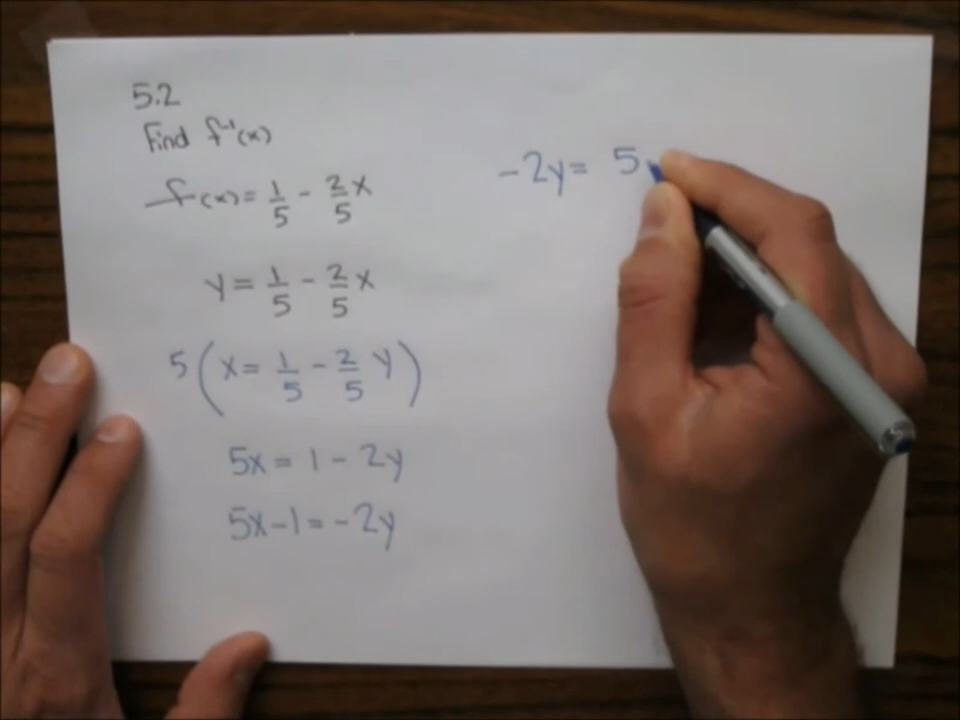 5.2
Find f⁻¹(x)
f(x) = 1/5 - 2/5 x
y = 1/5 - 2/5 x
5(x = 1/5 - 2/5 y)
5x = 1 - 2y
5x - 1 = -2y
-2y = 5